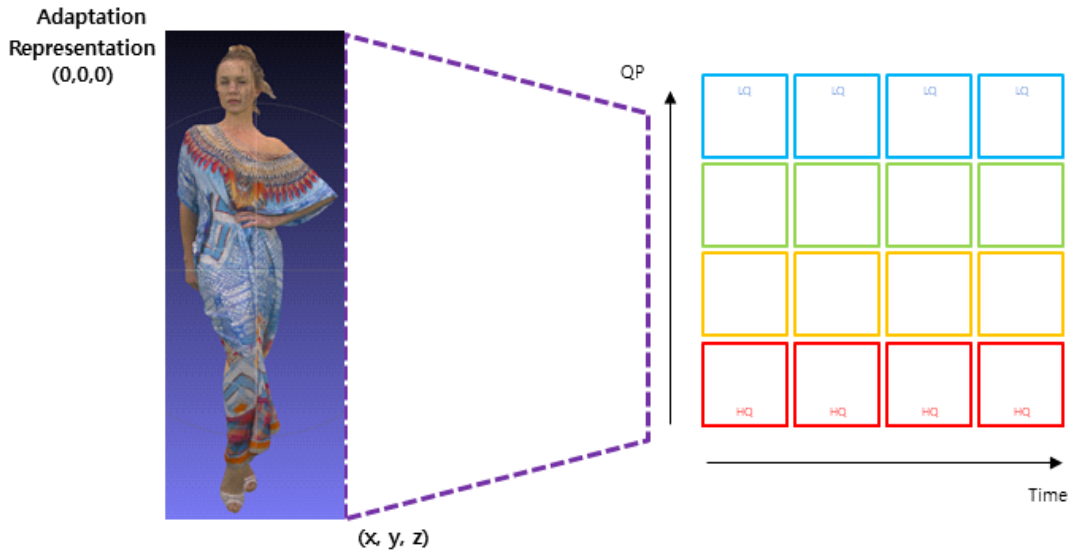 Adaptation
Representation
(0,0,0)
QP
LQ LQ LQ LQ
HQ HQ HQ HQ
Time
(x, y, z)